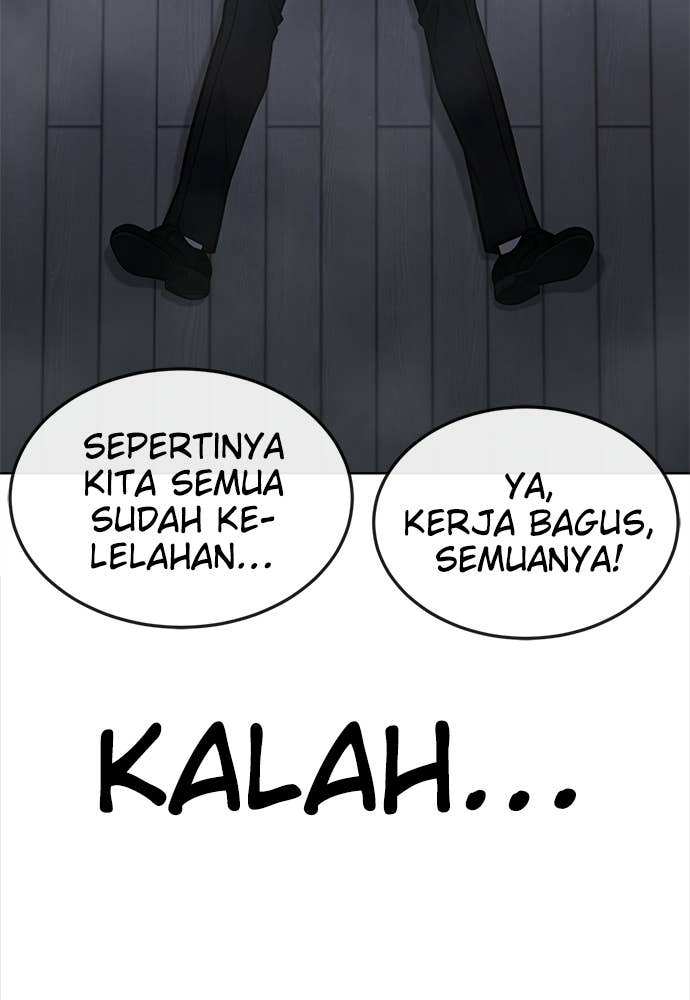 SEPERTINYA
KITA SEMUA
SUDAH KE-
LELAHAN...
YA,
KERJA BAGUS,
SEMUANYA!
KALAH...